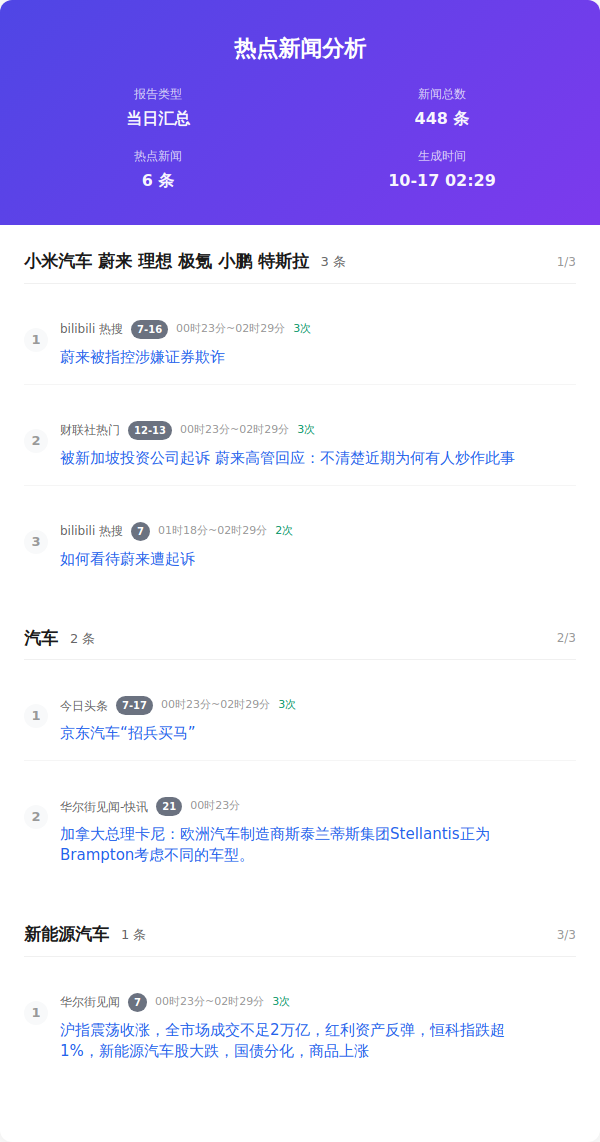 热点新闻分析
报告类型
新闻总数
当日汇总
448 条
热点新闻
生成时间
6 条
10-17 02:29
小米汽车 蔚来 理想 极氪 小鹏 特斯拉 3 条 1/3
1 bilibili 热搜 7-16 00时23分~02时29分 3次
蔚来被指控涉嫌证券欺诈
2 财联社热门 12-13 00时23分~02时29分 3次
被新加坡投资公司起诉 蔚来高管回应：不清楚近期为何有人炒作此事
3 bilibili 热搜 7 01时18分~02时29分 2次
如何看待蔚来遭起诉
汽车 2 条 2/3
1 今日头条 7-17 00时23分~02时29分 3次
京东汽车“招兵买马”
2 华尔街见闻-快讯 21 00时23分
加拿大总理卡尼：欧洲汽车制造商斯泰兰蒂斯集团Stellantis正为
Brampton考虑不同的车型。
新能源汽车 1 条 3/3
1 华尔街见闻 7 00时23分~02时29分 3次
沪指震荡收涨，全市场成交不足2万亿，红利资产反弹，恒科指跌超
1%，新能源汽车股大跌，国债分化，商品上涨